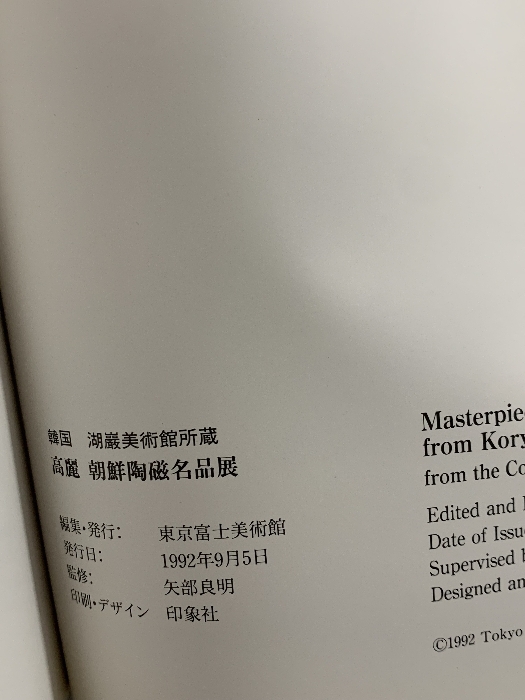 韓国 湖巌美術館所蔵
高麗 朝鮮陶磁名品展
編集・発行: 東京富士美術館
発行日: 1992年9月5日
監修: 矢部良明
印刷・デザイン 印象社
Masterpie
from Kory
from the Co
Edited and
Date of Issu
Supervised b
Designed an
©1992 Tokyo